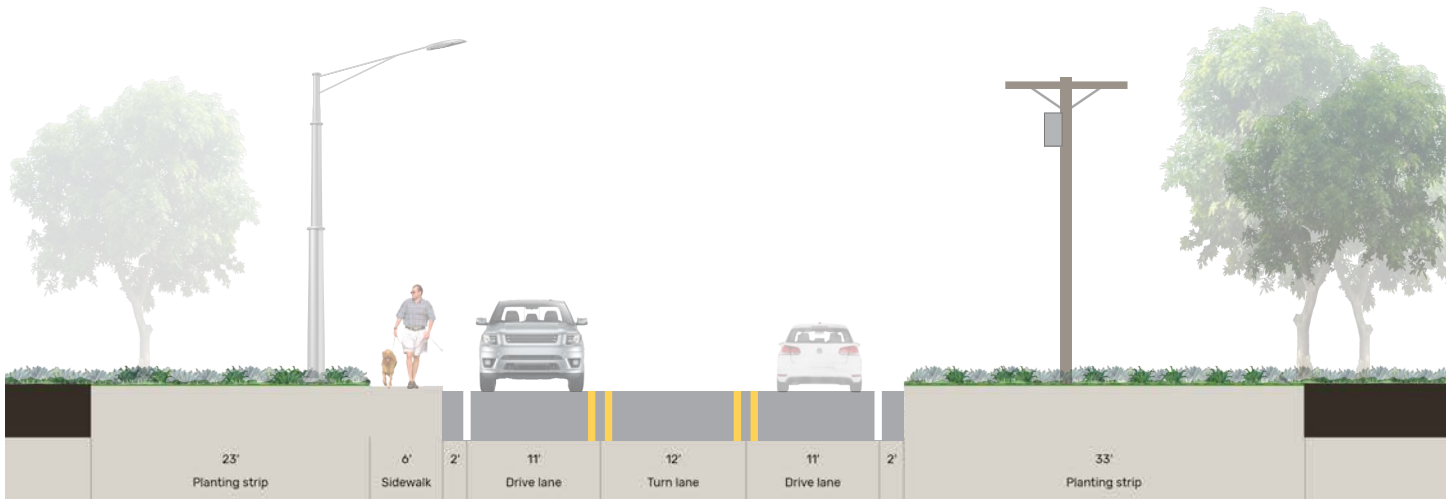 23'
Planting strip
6'
Sidewalk
2'
11'
Drive lane
12'
Turn lane
11'
Drive lane
2'
33'
Planting strip